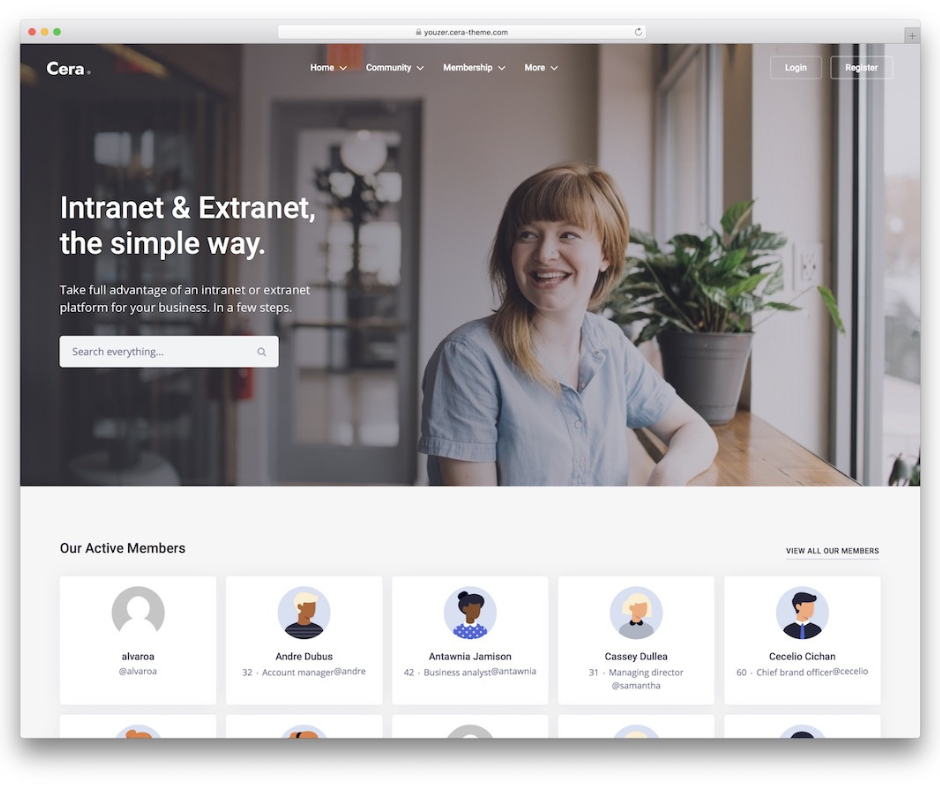 youzer.cera-theme.com
Cera
Home
Community
Membership
More
Login
Register
Intranet & Extranet,
the simple way.
Take full advantage of an intranet or extranet
platform for your business. In a few steps.
Search everything...
Our Active Members
VIEW ALL OUR MEMBERS
alvaroa
@alvaroa
Andre Dubus
32 · Account manager@andre
Antawnia Jamison
42 · Business analyst@antawnia
Cassey Dullea
31 · Managing director
@samantha
Cecelio Cichan
60 · Chief brand officer@cecelio